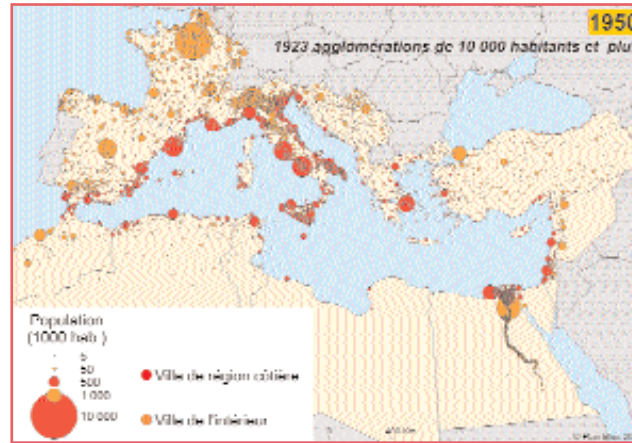 1950
1923 agglomérations de 10 000 habitants et plus
Population
(1000 hab.)
5
50
500
1 000
10 000
Ville de région côtière
Ville de l'intérieur